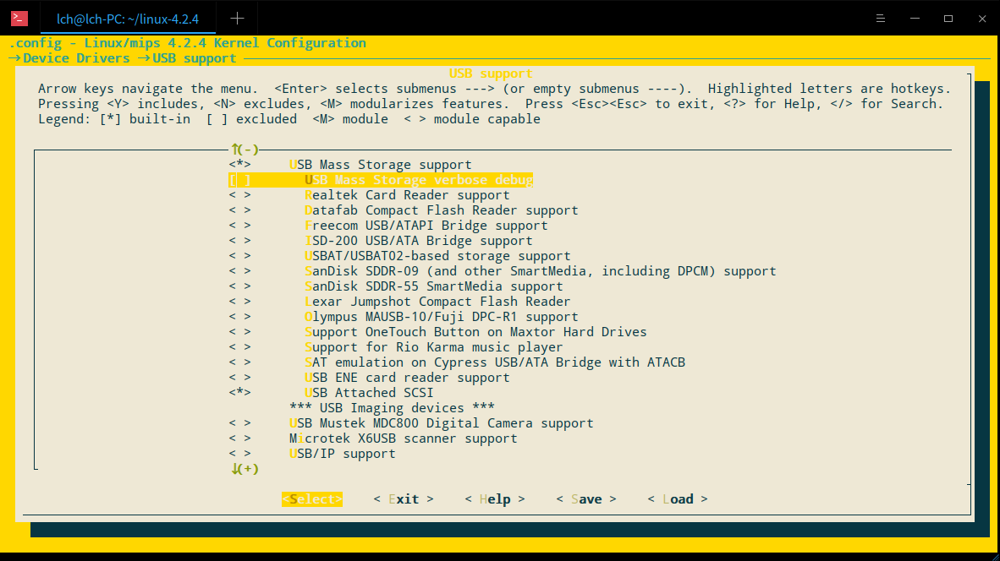 lch@lch-PC: ~/linux-4.2.4
.config - Linux/mips 4.2.4 Kernel Configuration
→Device Drivers →USB support
USB support
Arrow keys navigate the menu.  <Enter> selects submenus ---> (or empty submenus ----).  Highlighted letters are hotkeys.
Pressing <Y> includes, <N> excludes, <M> modularizes features.  Press <Esc><Esc> to exit, <?> for Help, </> for Search.
Legend: [*] built-in  [ ] excluded  <M> module  < > module capable
↑(-)
<*>     USB Mass Storage support
[ ]       USB Mass Storage verbose debug
< >       Realtek Card Reader support
< >       Datafab Compact Flash Reader support
< >       Freecom USB/ATAPI Bridge support
< >       ISD-200 USB/ATA Bridge support
< >       USBAT/USBAT02-based storage support
< >       SanDisk SDDR-09 (and other SmartMedia, including DPCM) support
< >       SanDisk SDDR-55 SmartMedia support
< >       Lexar Jumpshot Compact Flash Reader
< >       Olympus MAUSB-10/Fuji DPC-R1 support
< >       Support OneTouch Button on Maxtor Hard Drives
< >       Support for Rio Karma music player
< >       SAT emulation on Cypress USB/ATA Bridge with ATACB
< >       USB ENE card reader support
<*>       USB Attached SCSI
*** USB Imaging devices ***
< >     USB Mustek MDC800 Digital Camera support
< >     Microtek X6USB scanner support
< >     USB/IP support
↓(+)
<Select>    < Exit >    < Help >    < Save >    < Load >